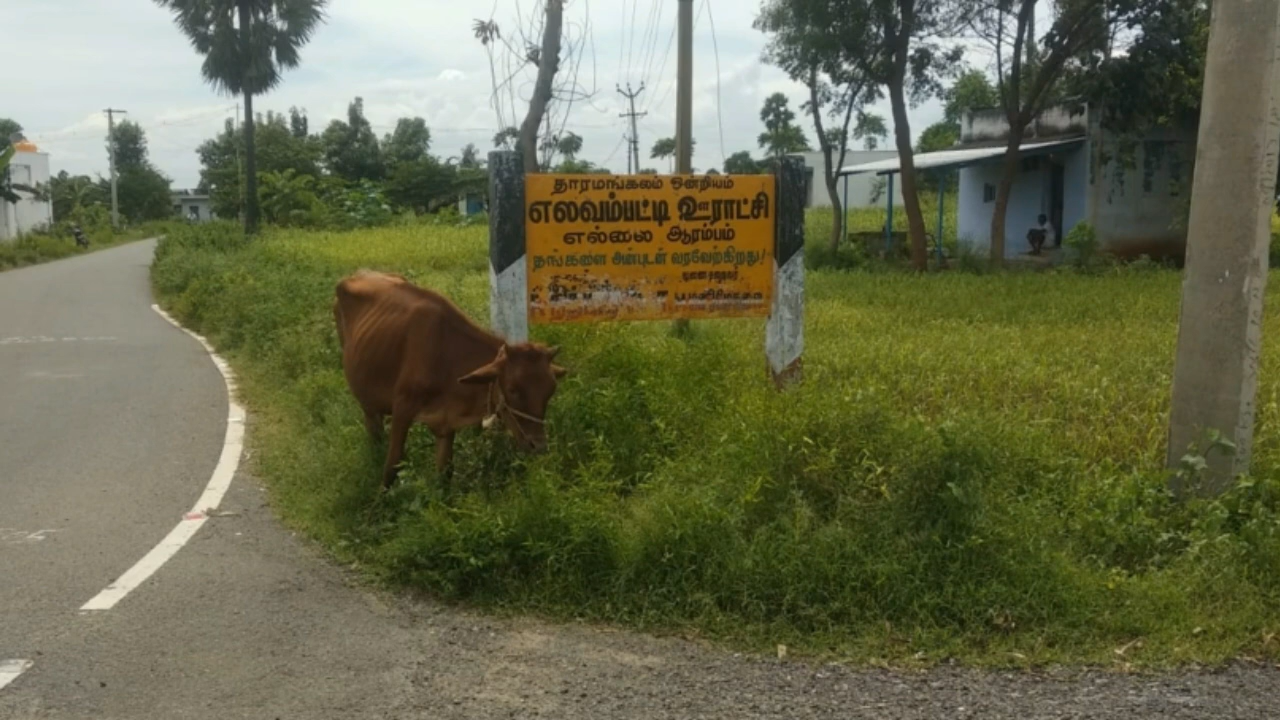 தாரமங்கலம் ஒன்றியம்
எலவம்பட்டி ஊராட்சி
எல்லை ஆரம்பம்
தங்களை அன்புடன் வரவேற்கிறது!